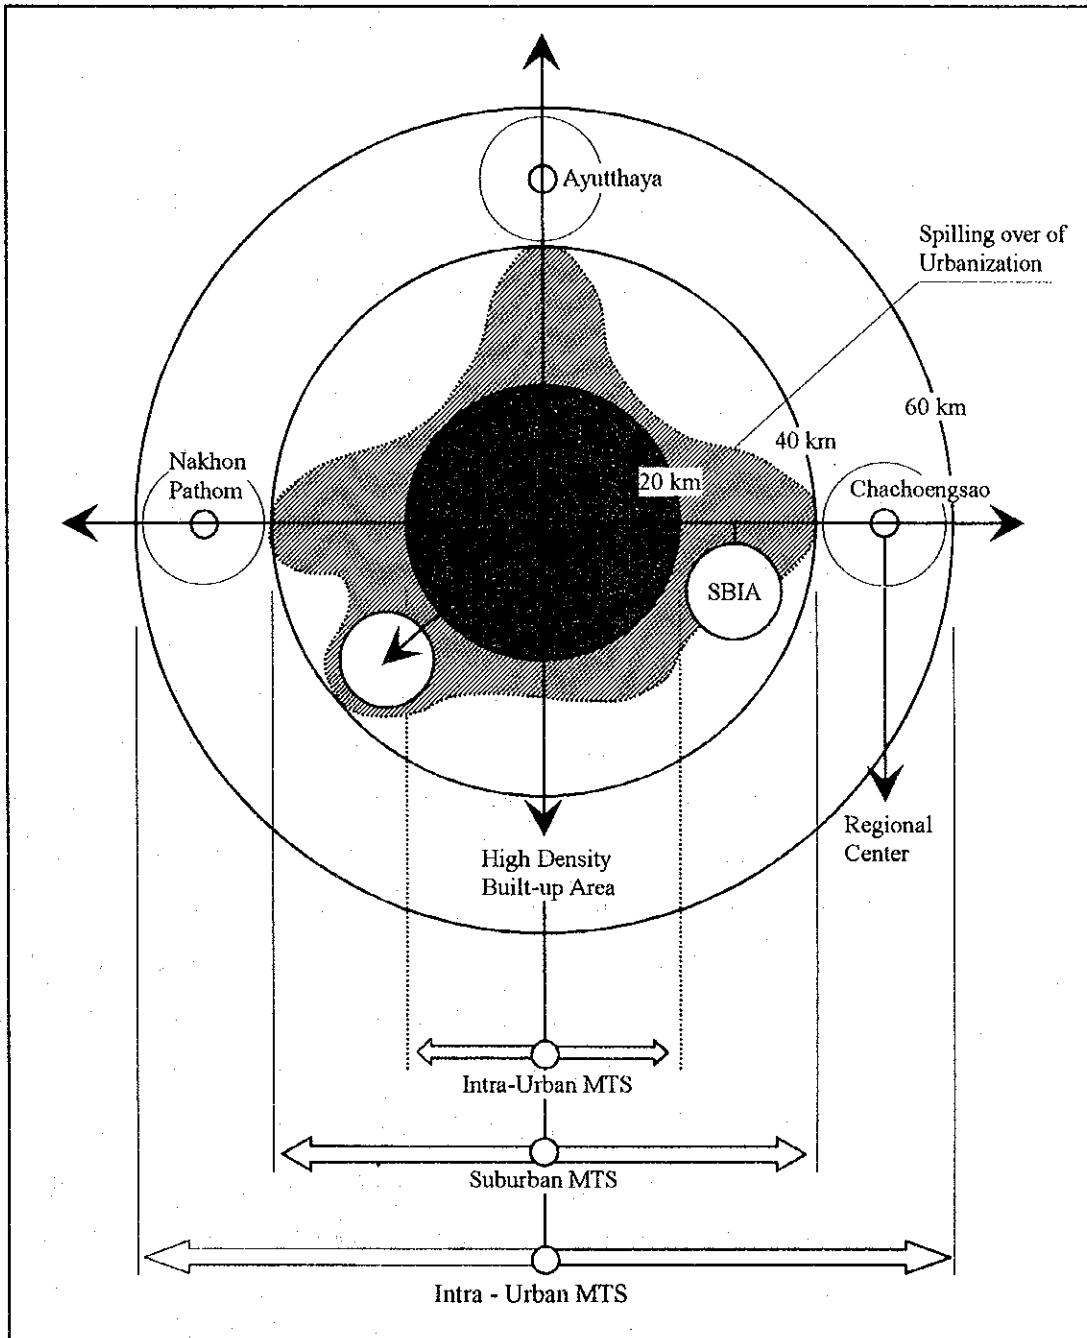 Ayutthaya
Spilling over of
Urbanization
60 km
40 km
Nakhon
Pathom
20 km
Chachoengsao
SBIA
Regional
Center
High Density
Built-up Area
Intra-Urban MTS
Suburban MTS
Intra - Urban MTS